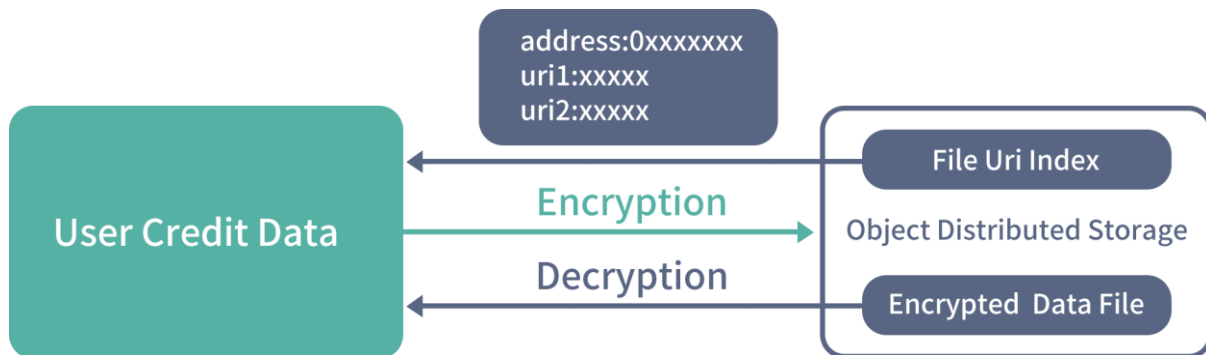 address:0xxxxxxx
uri1:xxxxx
uri2:xxxxx
File Uri Index
Encryption
User Credit Data
Object Distributed Storage
Decryption
Encrypted Data File